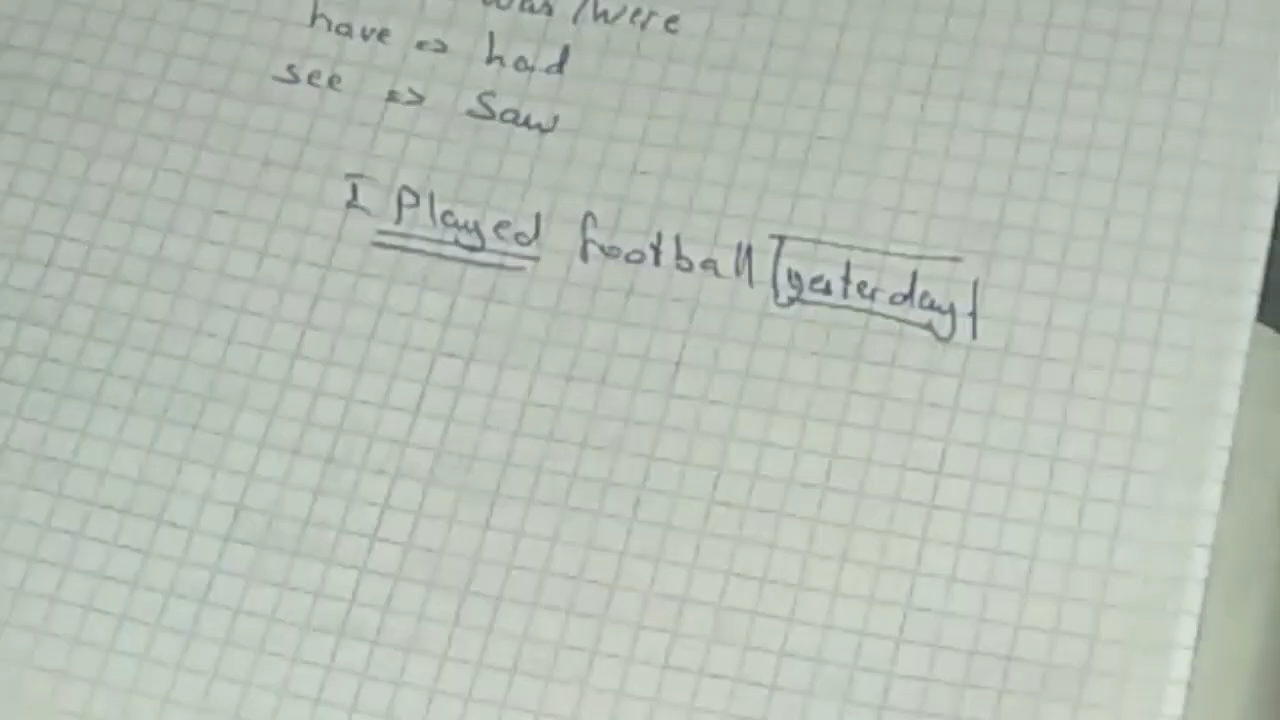 was/were
have => had
see => Saw
I Played football yesterday